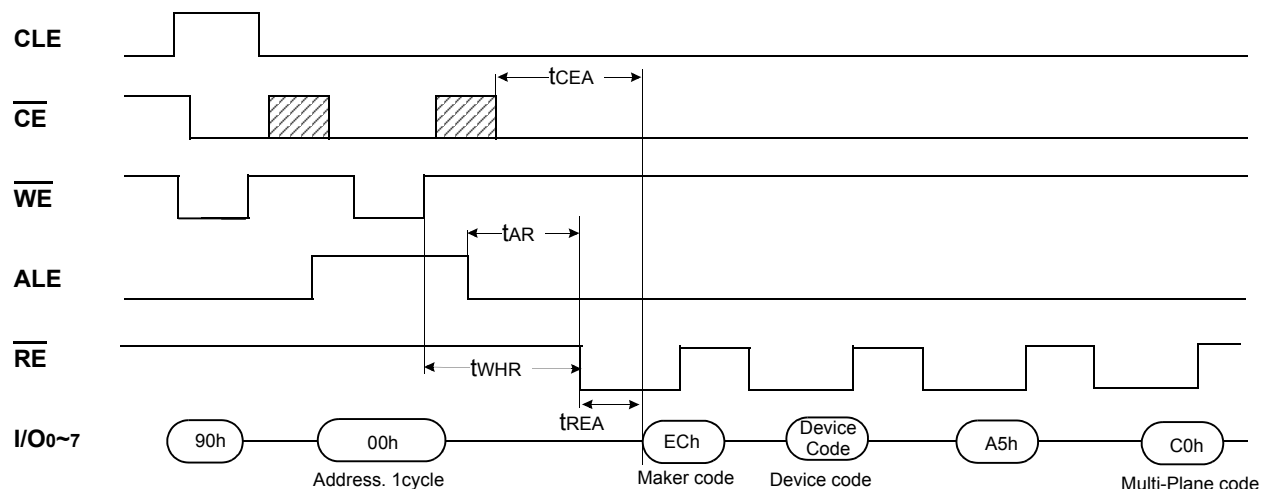 CLE
tCEA
CE
WE
tAR
ALE
RE
tWHR
tREA
I/O0~7
90h
00h
ECh
Device
Code
A5h
C0h
Address. 1cycle
Maker code
Device code
Multi-Plane code